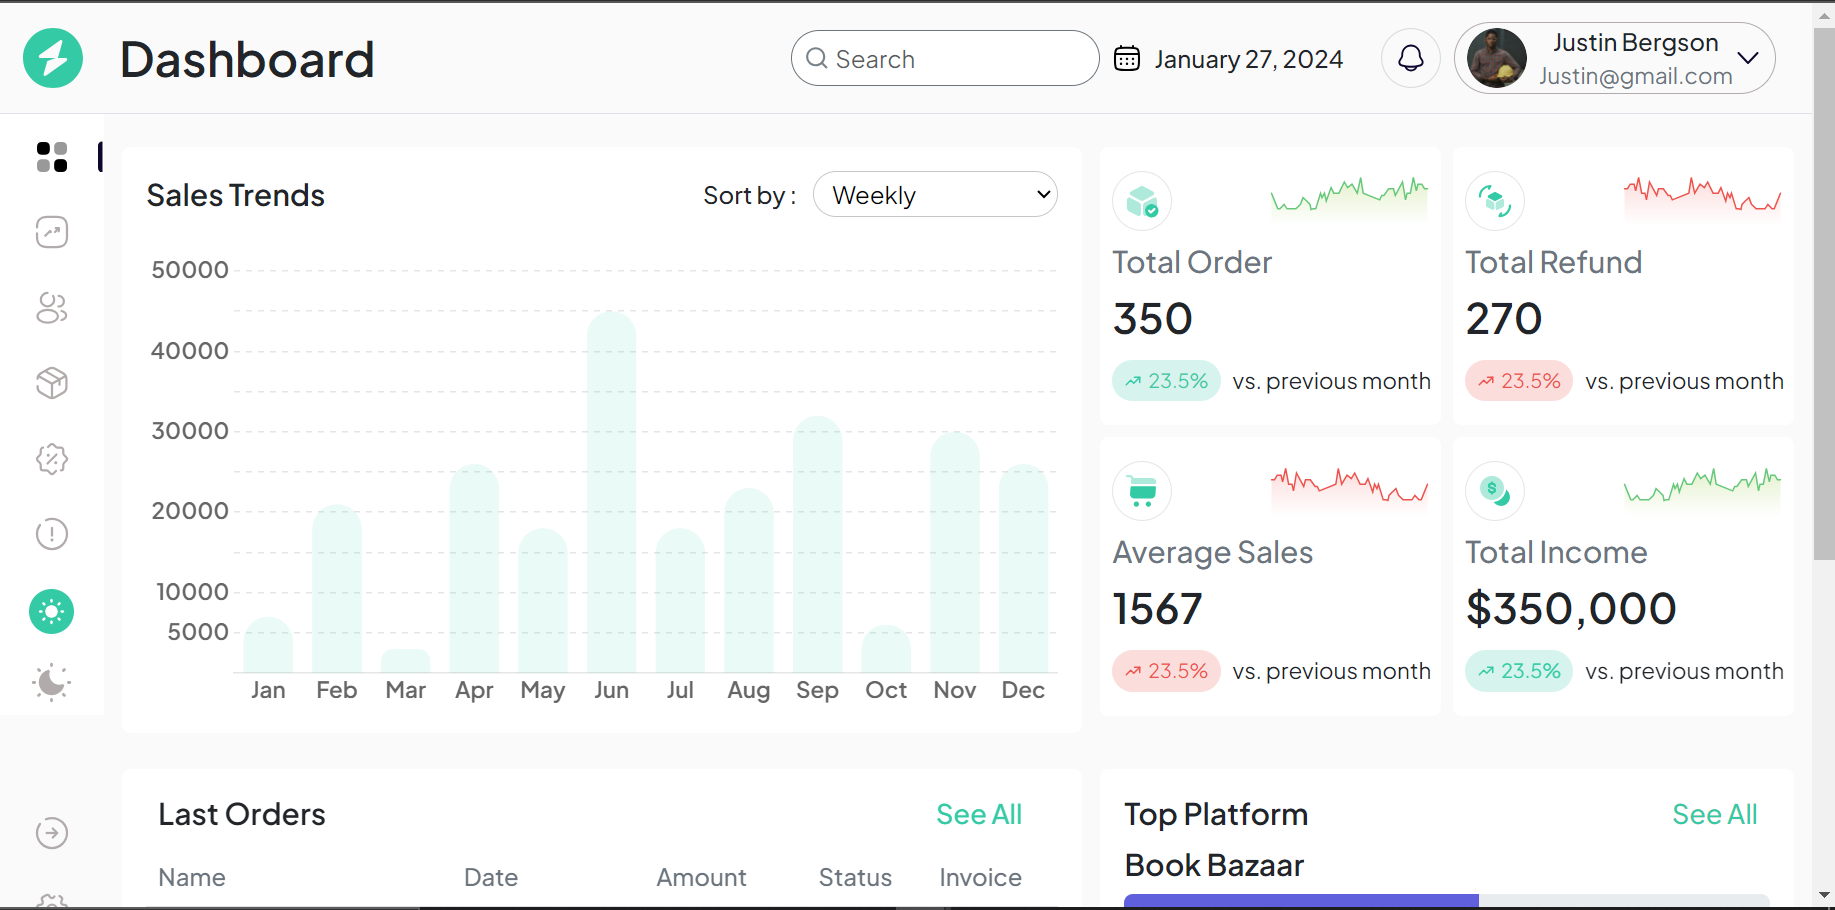 Dashboard
Search
January 27, 2024
Justin Bergson
Justin@gmail.com
Sales Trends
Sort by :
Weekly
50000
40000
30000
20000
10000
5000
Jan Feb Mar Apr May Jun Jul Aug Sep Oct Nov Dec
Total Order
350
23.5% vs. previous month
Total Refund
270
23.5% vs. previous month
Average Sales
1567
23.5% vs. previous month
Total Income
$350,000
23.5% vs. previous month
Last Orders
See All
Name Date Amount Status Invoice
Top Platform
See All
Book Bazaar